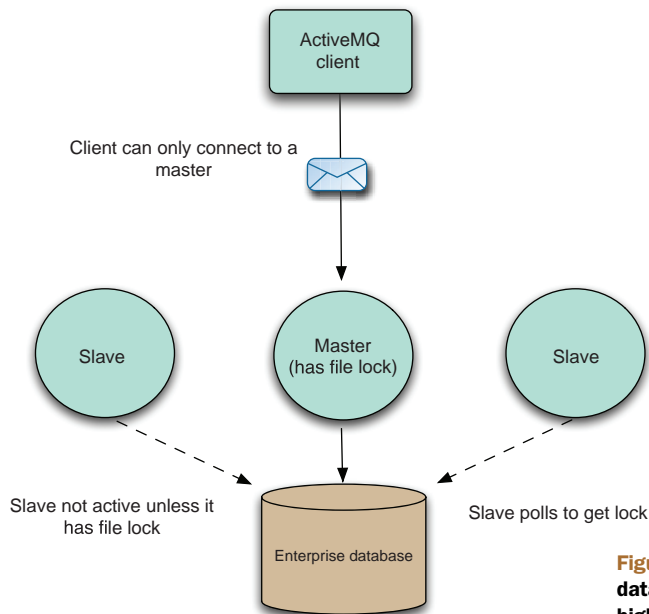 ActiveMQ
client
Client can only connect to a
master
Slave
Master
(has file lock)
Slave
Slave not active unless it
has file lock
Slave polls to get lock
Enterprise database